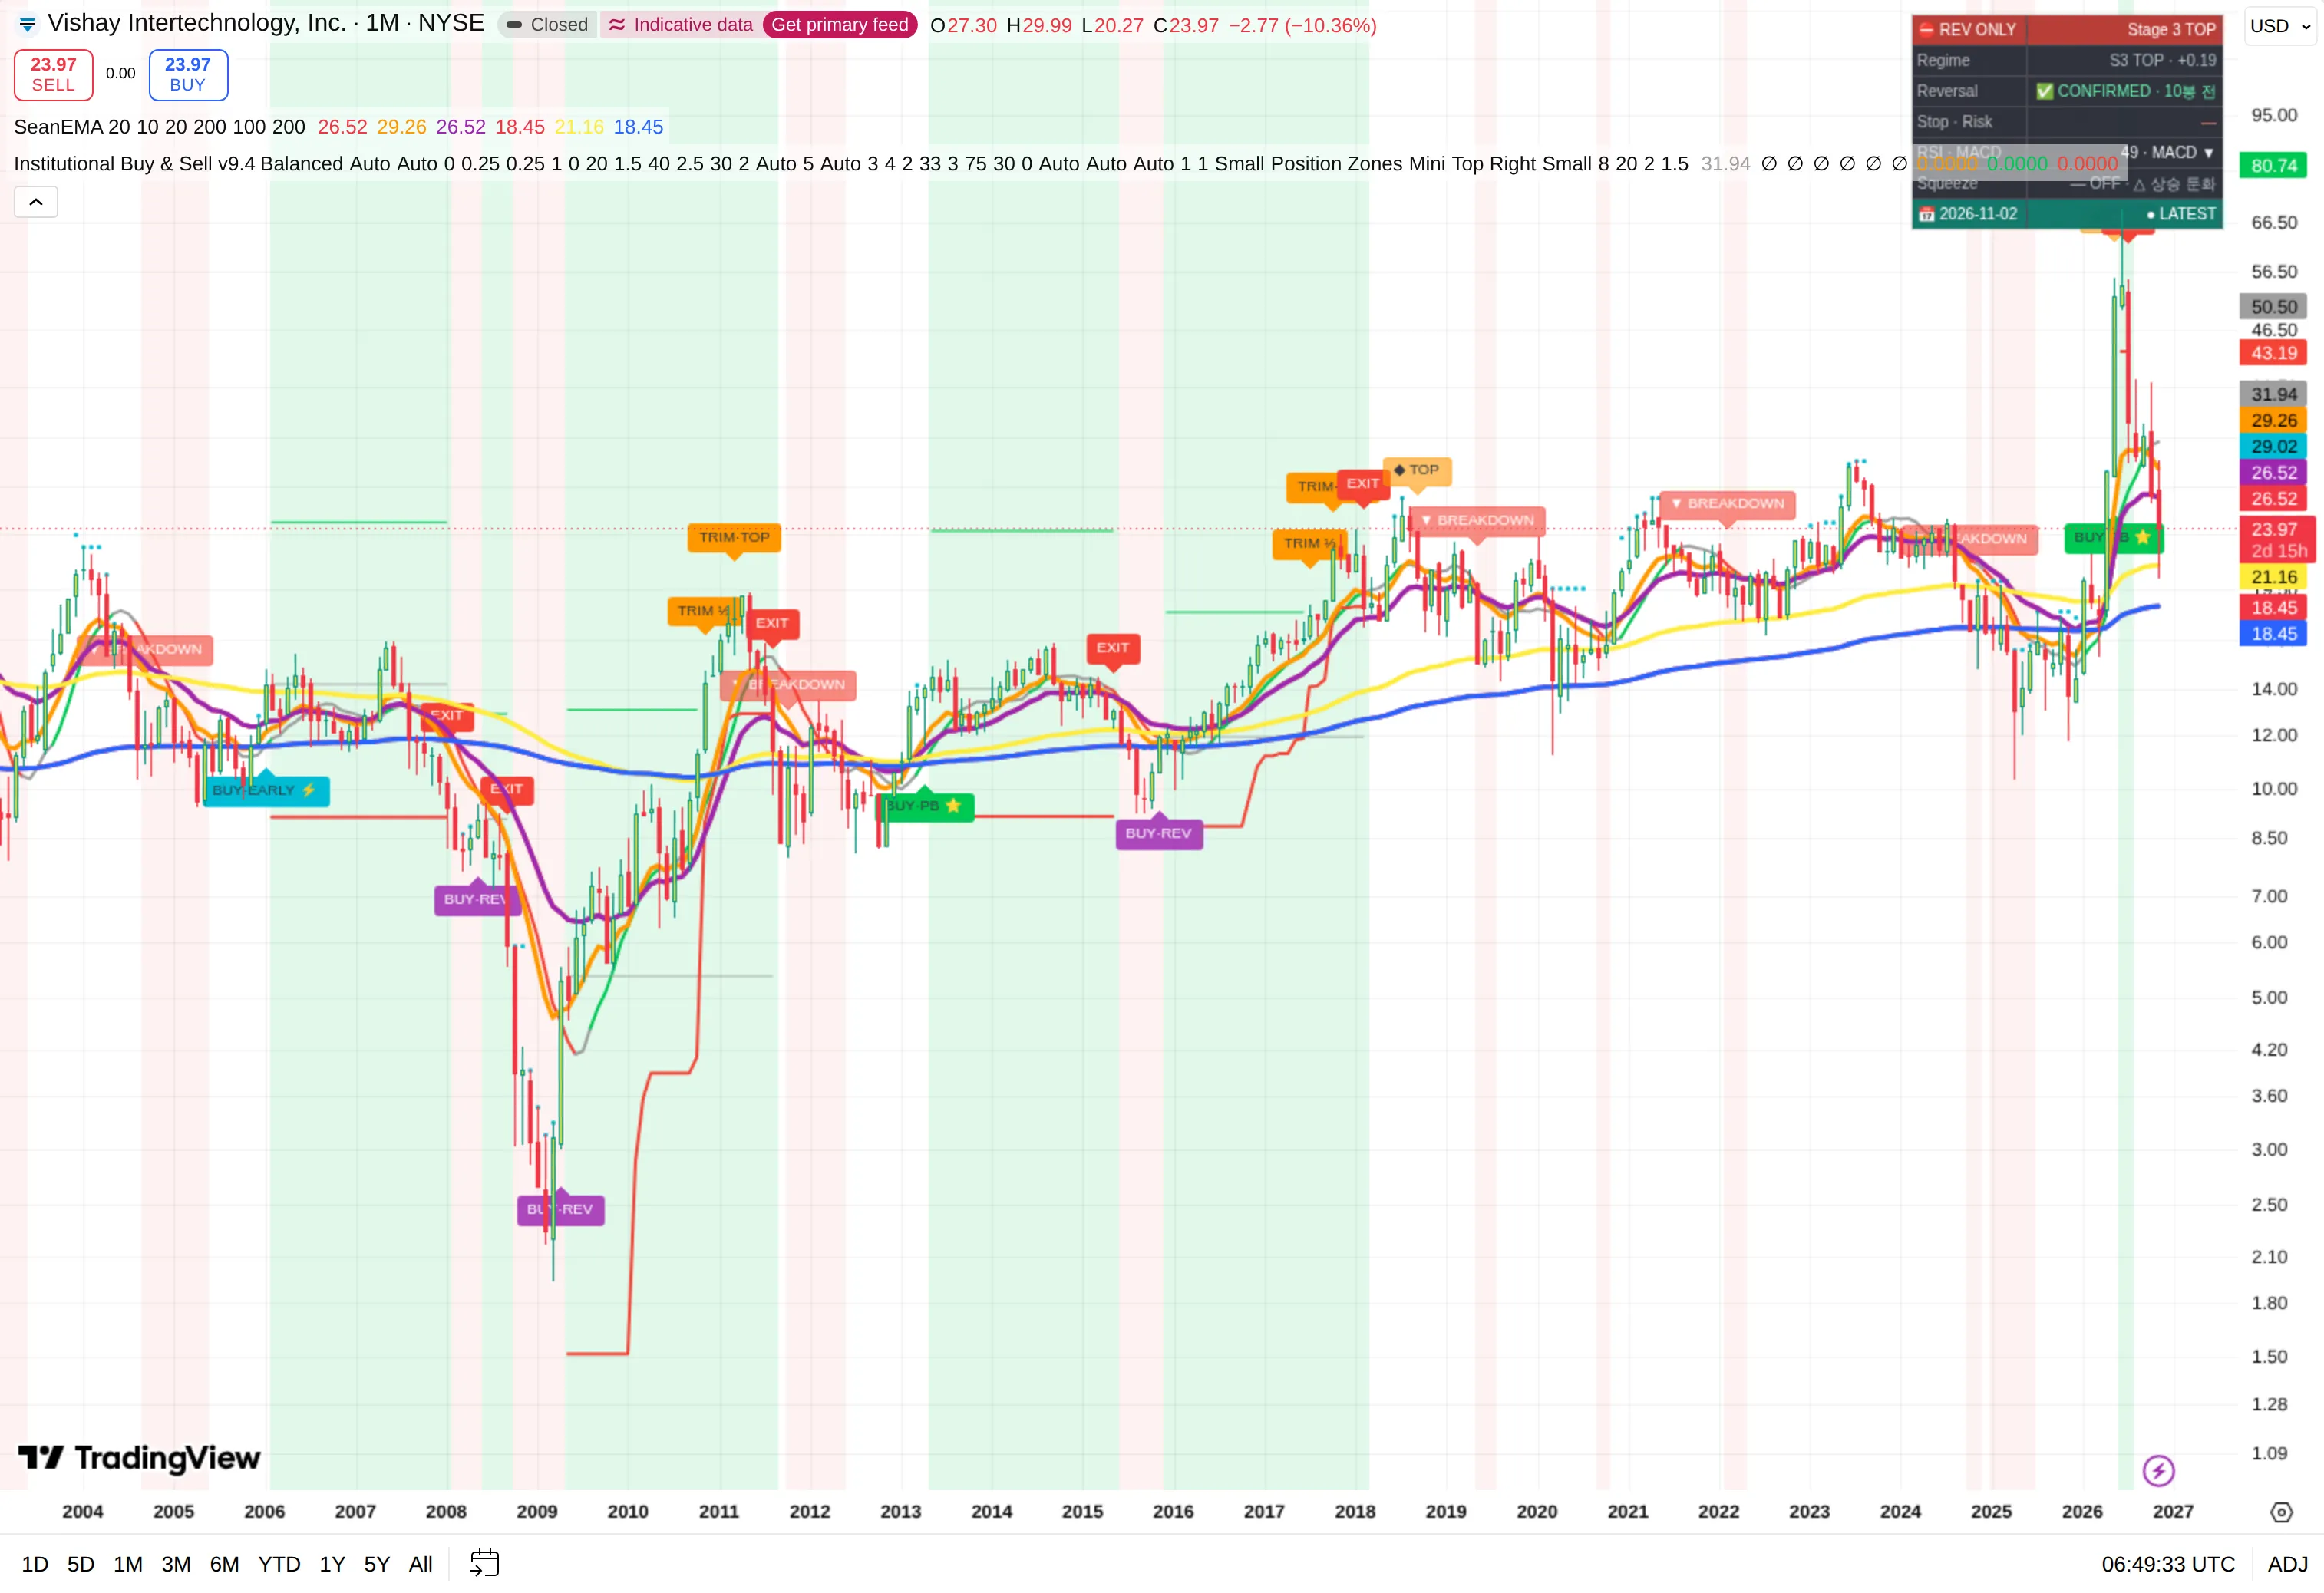 Vishay Intertechnology, Inc. · 1M · NYSE Closed Indicative data Get primary feed O27.30 H29.99 L20.27 C23.97 −2.77 (−10.36%)
23.97 SELL 0.00 23.97 BUY
SeanEMA 20 10 20 200 100 200 26.52 29.26 26.52 18.45 21.16 18.45
Institutional Buy & Sell v9.4 Balanced Auto Auto 0 0.25 0.25 1 0 20 1.5 40 2.5 30 2 Auto 5 Auto 3 4 2 33 3 75 30 0 Auto Auto Auto 1 1 Small Position Zones Mini Top Right Small 8 20 2 1.5 31.94 ∅ ∅ ∅ ∅ ∅ ∅ 0.0000 0.0000 0.0000
⛔ REV ONLY Stage 3 TOP
Regime S3 TOP · +0.19
Reversal ✅ CONFIRMED · 10봉 전
Stop · Risk —
RSI · MACD 49 · MACD ▼
Squeeze — OFF · △ 상승 둔화
2026-11-02 ● LATEST
USD
95.00
80.74
66.50
56.50
50.50
46.50
43.19
31.94
29.26
29.02
26.52
26.52
23.97
2d 15h
21.16
18.45
18.45
14.00
12.00
10.00
8.50
7.00
6.00
5.00
4.20
3.60
3.00
2.50
2.10
1.80
1.50
1.28
1.09
TRIM EXIT ◆ TOP
▼ BREAKDOWN
▼ BREAKDOWN
TRIM·TOP
TRIM ½
BUY PB ⭐
TRIM ½
EXIT
EXIT
BREAKDOWN
BREAKDOWN
EXIT
BUY·EARLY ⚡
EXIT
BUY·PB ⭐
BUY·REV
BUY·REV
BUY·REV
TradingView
2004 2005 2006 2007 2008 2009 2010 2011 2012 2013 2014 2015 2016 2017 2018 2019 2020 2021 2022 2023 2024 2025 2026 2027
1D 5D 1M 3M 6M YTD 1Y 5Y All 06:49:33 UTC ADJ